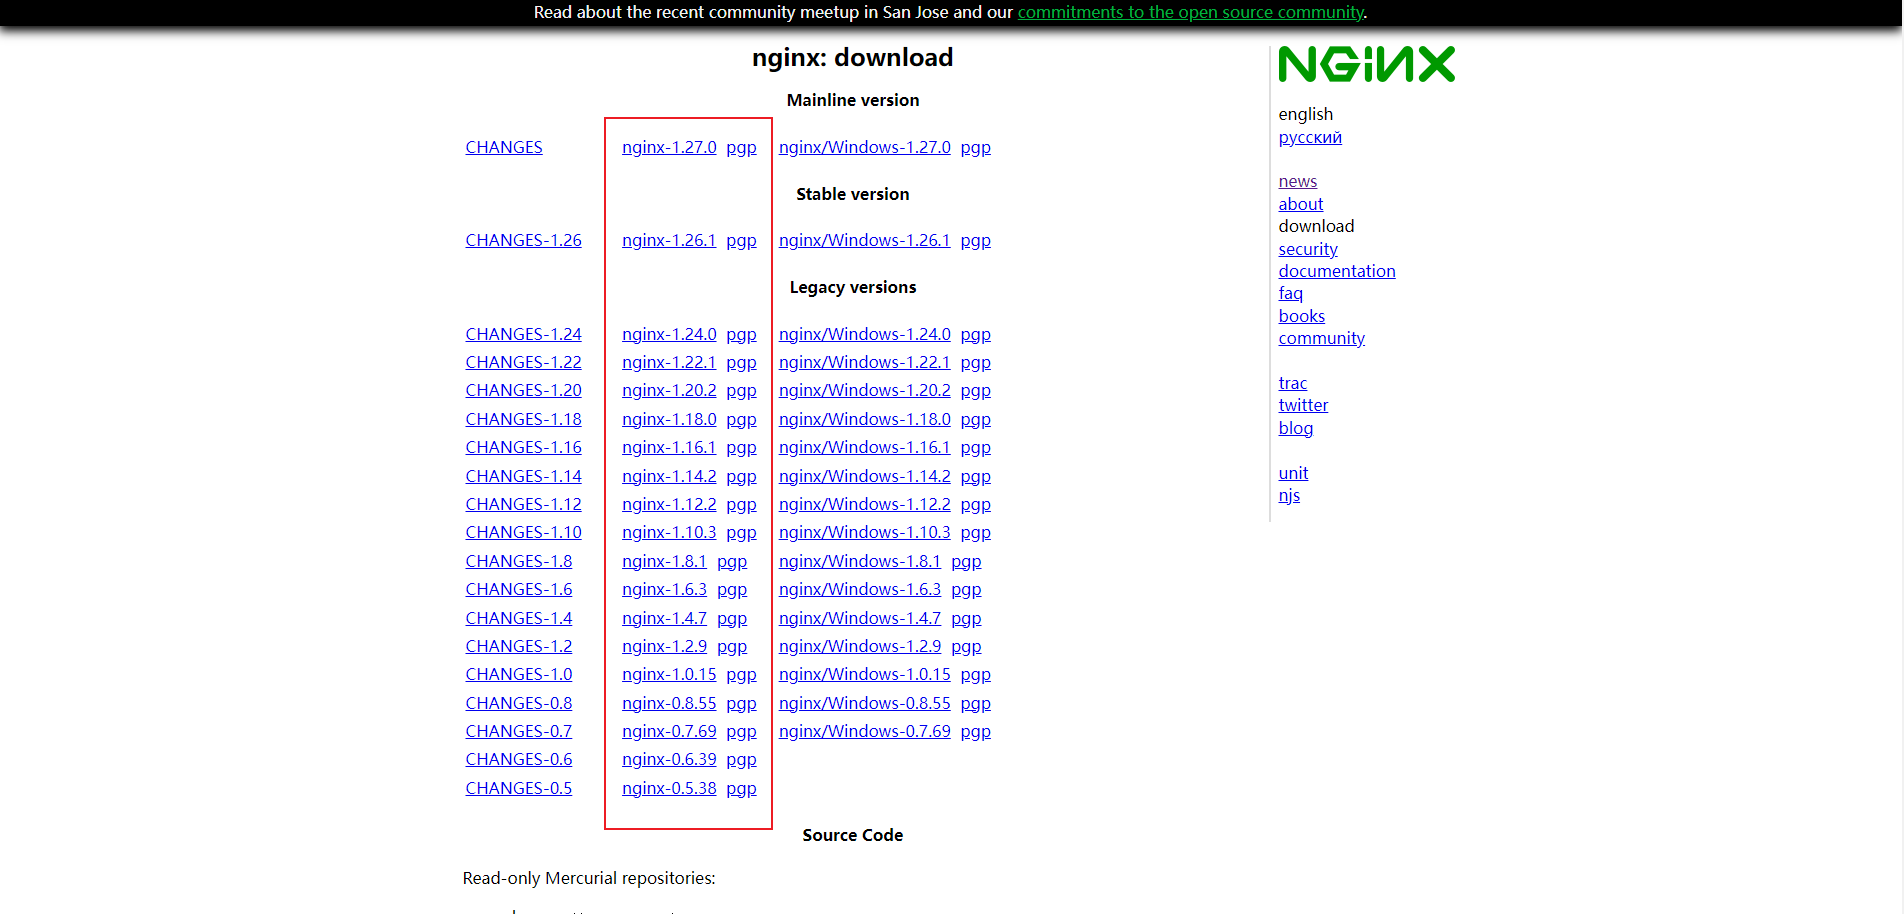 Read about the recent community meetup in San Jose and our commitments to the open source community.
nginx: download
Mainline version
CHANGES nginx-1.27.0 pgp nginx/Windows-1.27.0 pgp
Stable version
CHANGES-1.26 nginx-1.26.1 pgp nginx/Windows-1.26.1 pgp
Legacy versions
CHANGES-1.24 nginx-1.24.0 pgp nginx/Windows-1.24.0 pgp
CHANGES-1.22 nginx-1.22.1 pgp nginx/Windows-1.22.1 pgp
CHANGES-1.20 nginx-1.20.2 pgp nginx/Windows-1.20.2 pgp
CHANGES-1.18 nginx-1.18.0 pgp nginx/Windows-1.18.0 pgp
CHANGES-1.16 nginx-1.16.1 pgp nginx/Windows-1.16.1 pgp
CHANGES-1.14 nginx-1.14.2 pgp nginx/Windows-1.14.2 pgp
CHANGES-1.12 nginx-1.12.2 pgp nginx/Windows-1.12.2 pgp
CHANGES-1.10 nginx-1.10.3 pgp nginx/Windows-1.10.3 pgp
CHANGES-1.8 nginx-1.8.1 pgp nginx/Windows-1.8.1 pgp
CHANGES-1.6 nginx-1.6.3 pgp nginx/Windows-1.6.3 pgp
CHANGES-1.4 nginx-1.4.7 pgp nginx/Windows-1.4.7 pgp
CHANGES-1.2 nginx-1.2.9 pgp nginx/Windows-1.2.9 pgp
CHANGES-1.0 nginx-1.0.15 pgp nginx/Windows-1.0.15 pgp
CHANGES-0.8 nginx-0.8.55 pgp nginx/Windows-0.8.55 pgp
CHANGES-0.7 nginx-0.7.69 pgp nginx/Windows-0.7.69 pgp
CHANGES-0.6 nginx-0.6.39 pgp
CHANGES-0.5 nginx-0.5.38 pgp
Source Code
Read-only Mercurial repositories:
NGINX
english
русский
news
about
download
security
documentation
faq
books
community
trac
twitter
blog
unit
njs